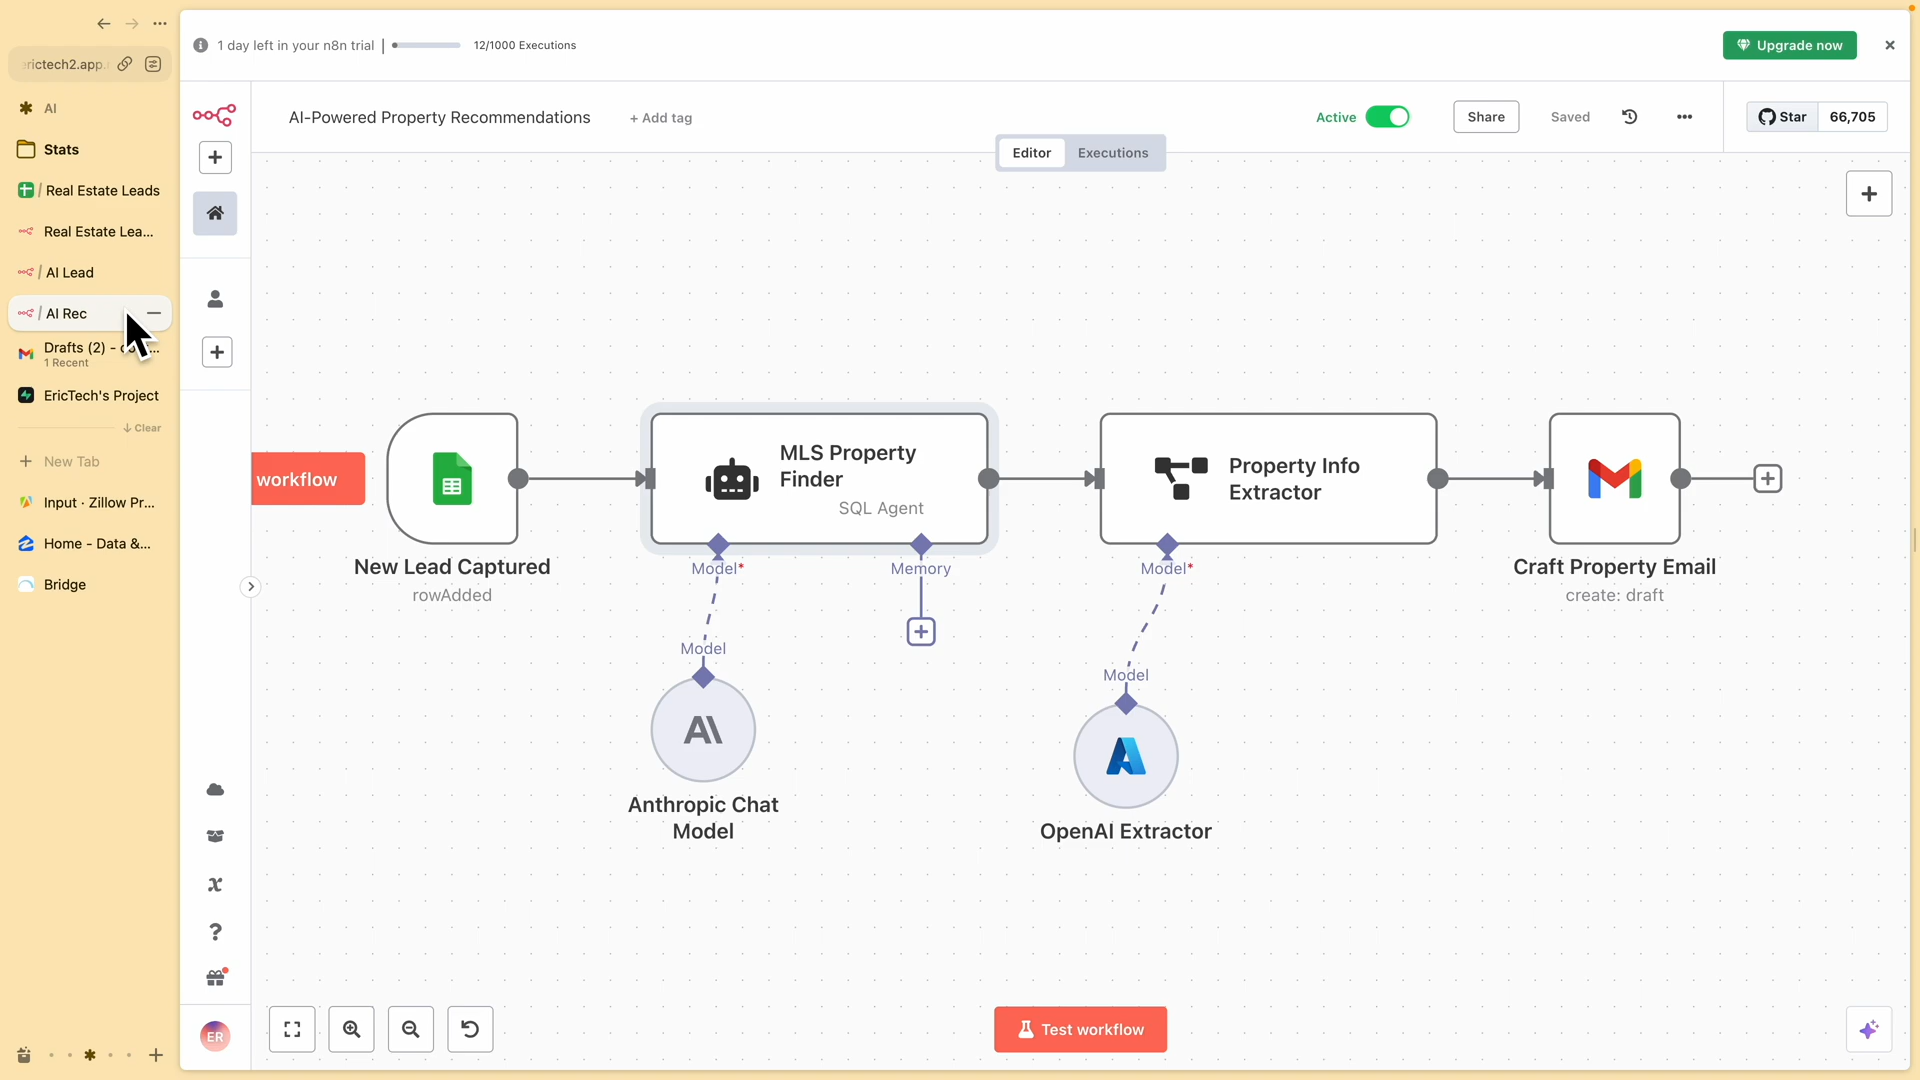 rictech2.app.
AI
Stats
/ Real Estate Leads
Real Estate Lea...
/ AI Lead
/ AI Rec
Drafts (2) -
1 Recent
EricTech's Project
Clear
New Tab
Input · Zillow Pr...
Home - Data &...
Bridge
1 day left in your n8n trial
12/1000 Executions
Upgrade now
AI-Powered Property Recommendations
+ Add tag
Active
Share
Saved
Star
66,705
Editor
Executions
workflow
New Lead Captured
rowAdded
MLS Property
Finder
SQL Agent
Model*
Memory
Model
Anthropic Chat
Model
Property Info
Extractor
Model*
Model
OpenAI Extractor
Craft Property Email
create: draft
ER
Test workflow